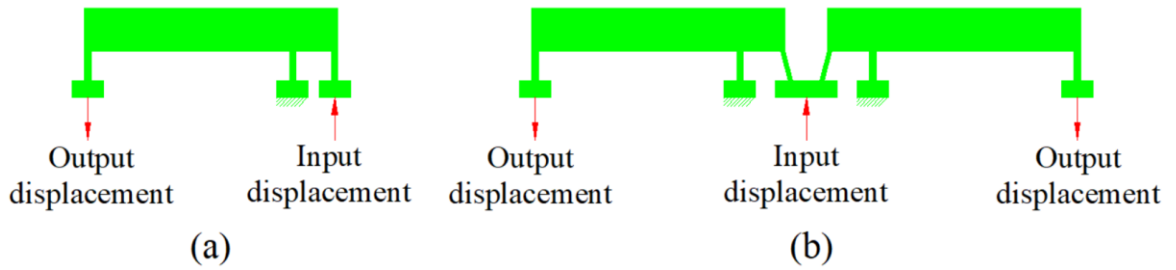 Output
displacement
Input
displacement
(a)
Output
displacement
Input
displacement
Output
displacement
(b)